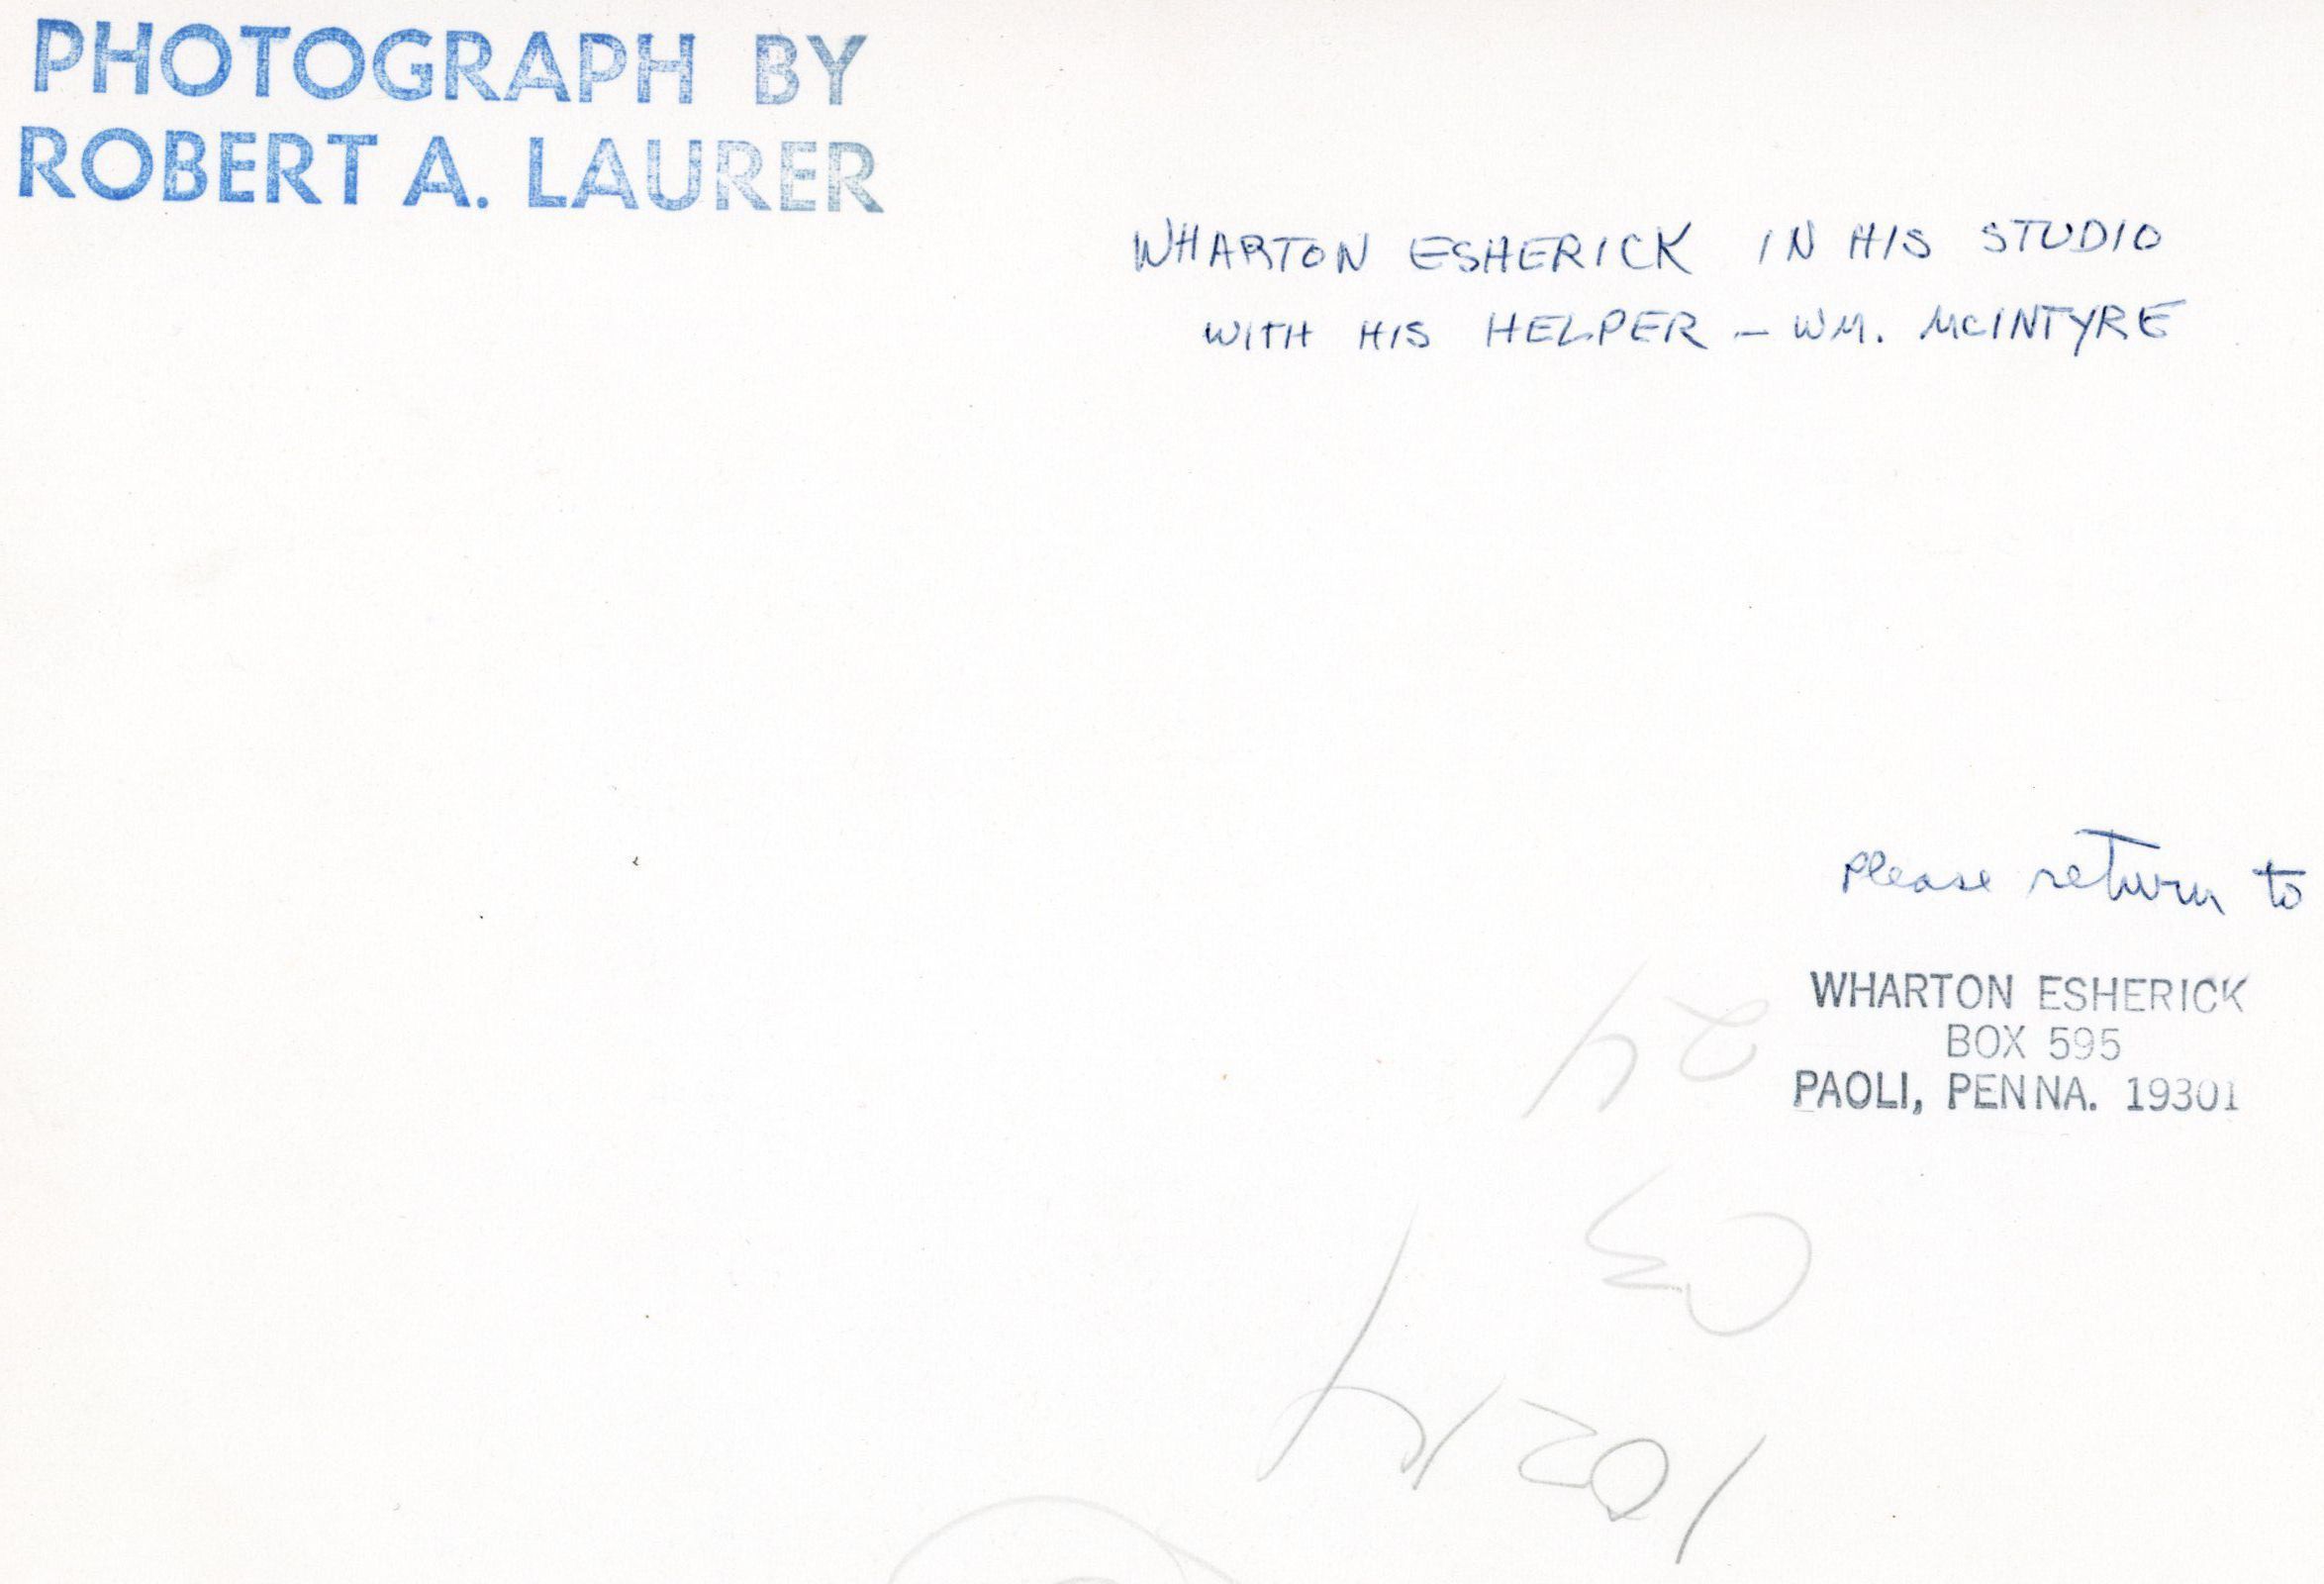 PHOTOGRAPH BY
ROBERT A. LAURER
WHARTON ESHERICK IN HIS STUDIO
WITH HIS HELPER – WM. MCINTYRE
Please return to
WHARTON ESHERICK
BOX 595
PAOLI, PENNA. 19301